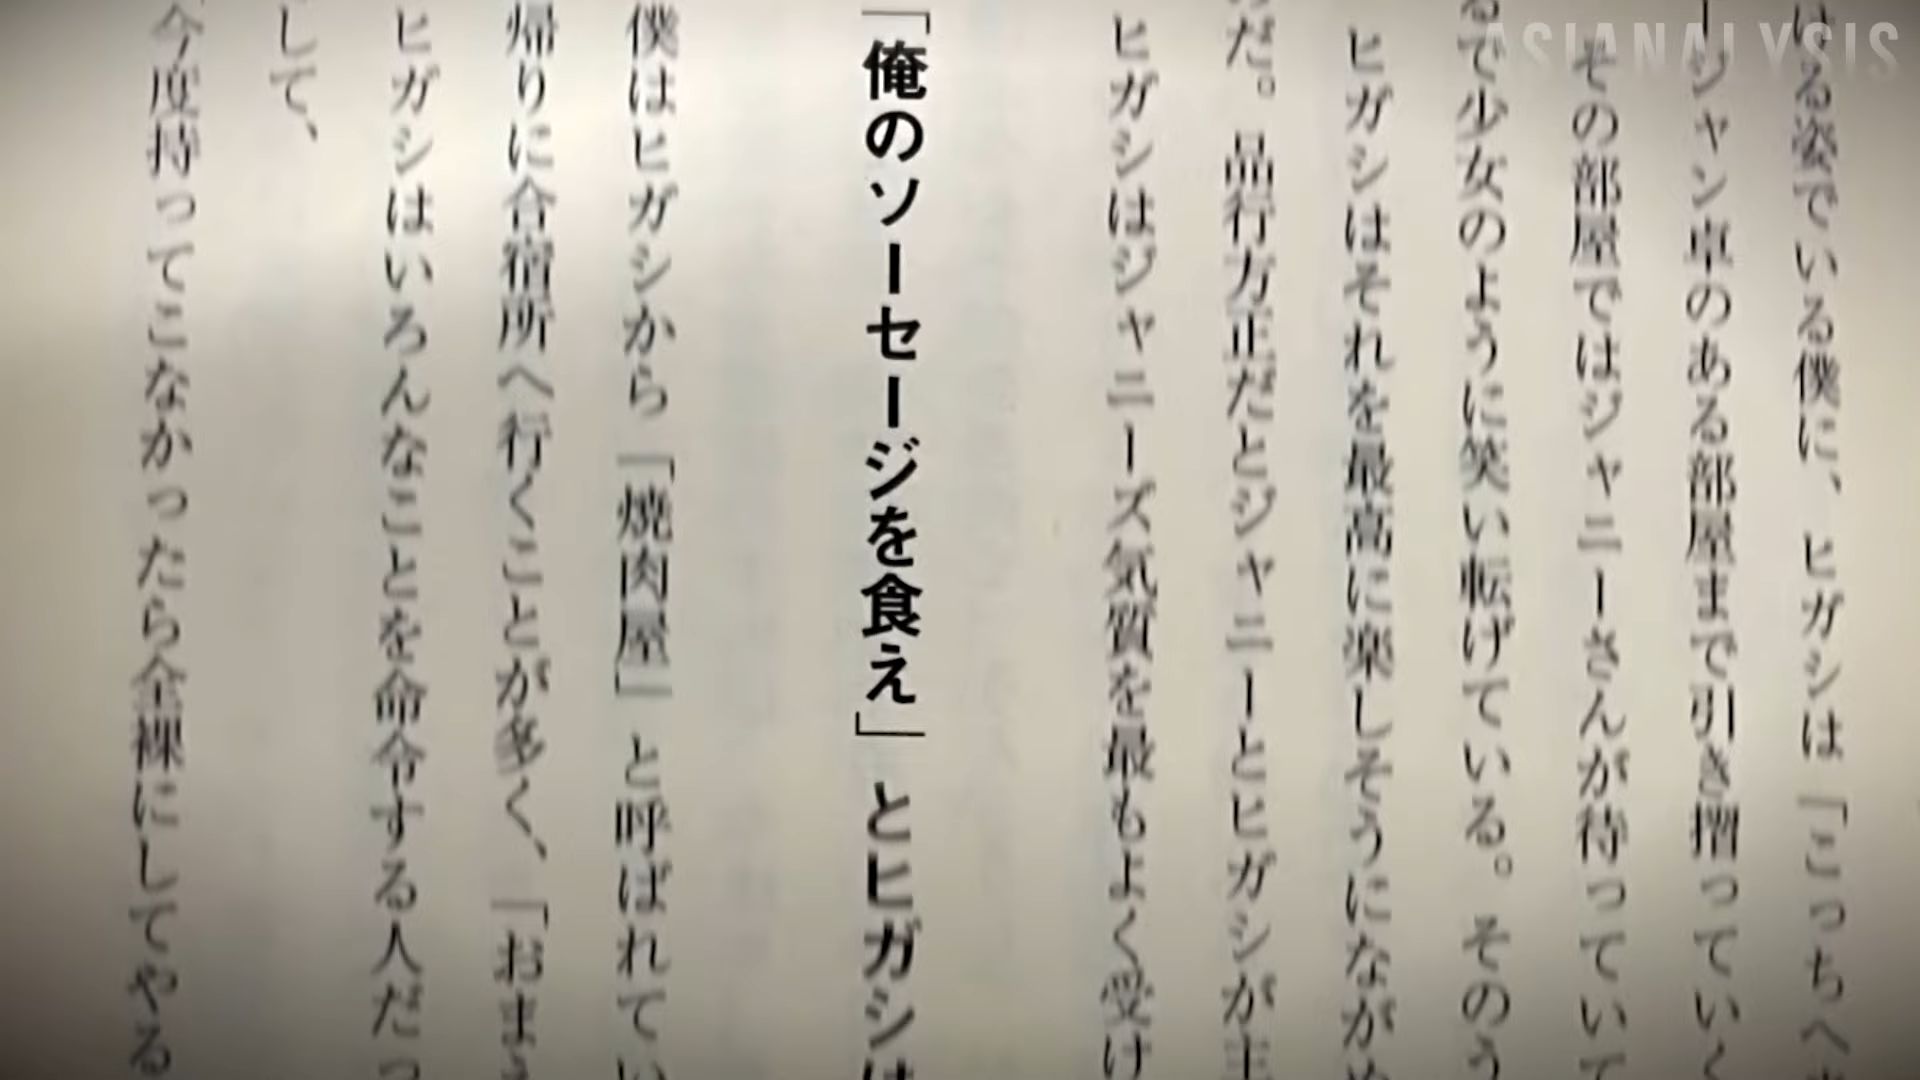 ASIANALYSIS
ける姿でいる僕に、ヒガシは「こっちへ
ージャン卓のある部屋まで引き摺っていく
その部屋ではジャニーさんが待っていて
るで少女のように笑い転げている。そのう
ヒガシはそれを最高に楽しそうになが
だ。品行方正だとジャニーとヒガシが主
ヒガシはジャニーズ気質を最もよく受け
「俺のソーセージを食え」とヒガシは
僕はヒガシから「焼肉屋」と呼ばれてい
帰りに合宿所へ行くことが多く、「おまえ
ヒガシはいろんなことを命令する人だっ
して、
今度持ってこなかったら全裸にしてやる